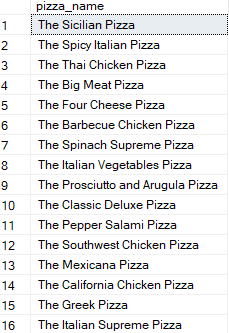 pizza_name
1 The Sicilian Pizza
2 The Spicy Italian Pizza
3 The Thai Chicken Pizza
4 The Big Meat Pizza
5 The Four Cheese Pizza
6 The Barbecue Chicken Pizza
7 The Spinach Supreme Pizza
8 The Italian Vegetables Pizza
9 The Prosciutto and Arugula Pizza
10 The Classic Deluxe Pizza
11 The Pepper Salami Pizza
12 The Southwest Chicken Pizza
13 The Mexicana Pizza
14 The California Chicken Pizza
15 The Greek Pizza
16 The Italian Supreme Pizza